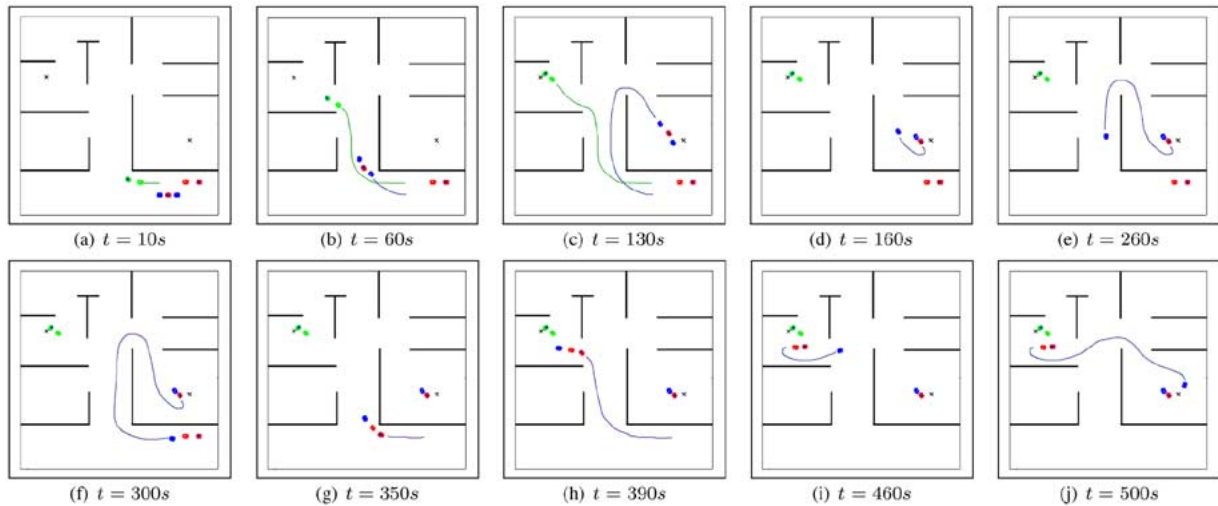 (a) t = 10s
(b) t = 60s
(c) t = 130s
(d) t = 160s
(e) t = 260s
(f) t = 300s
(g) t = 350s
(h) t = 390s
(i) t = 460s
(j) t = 500s